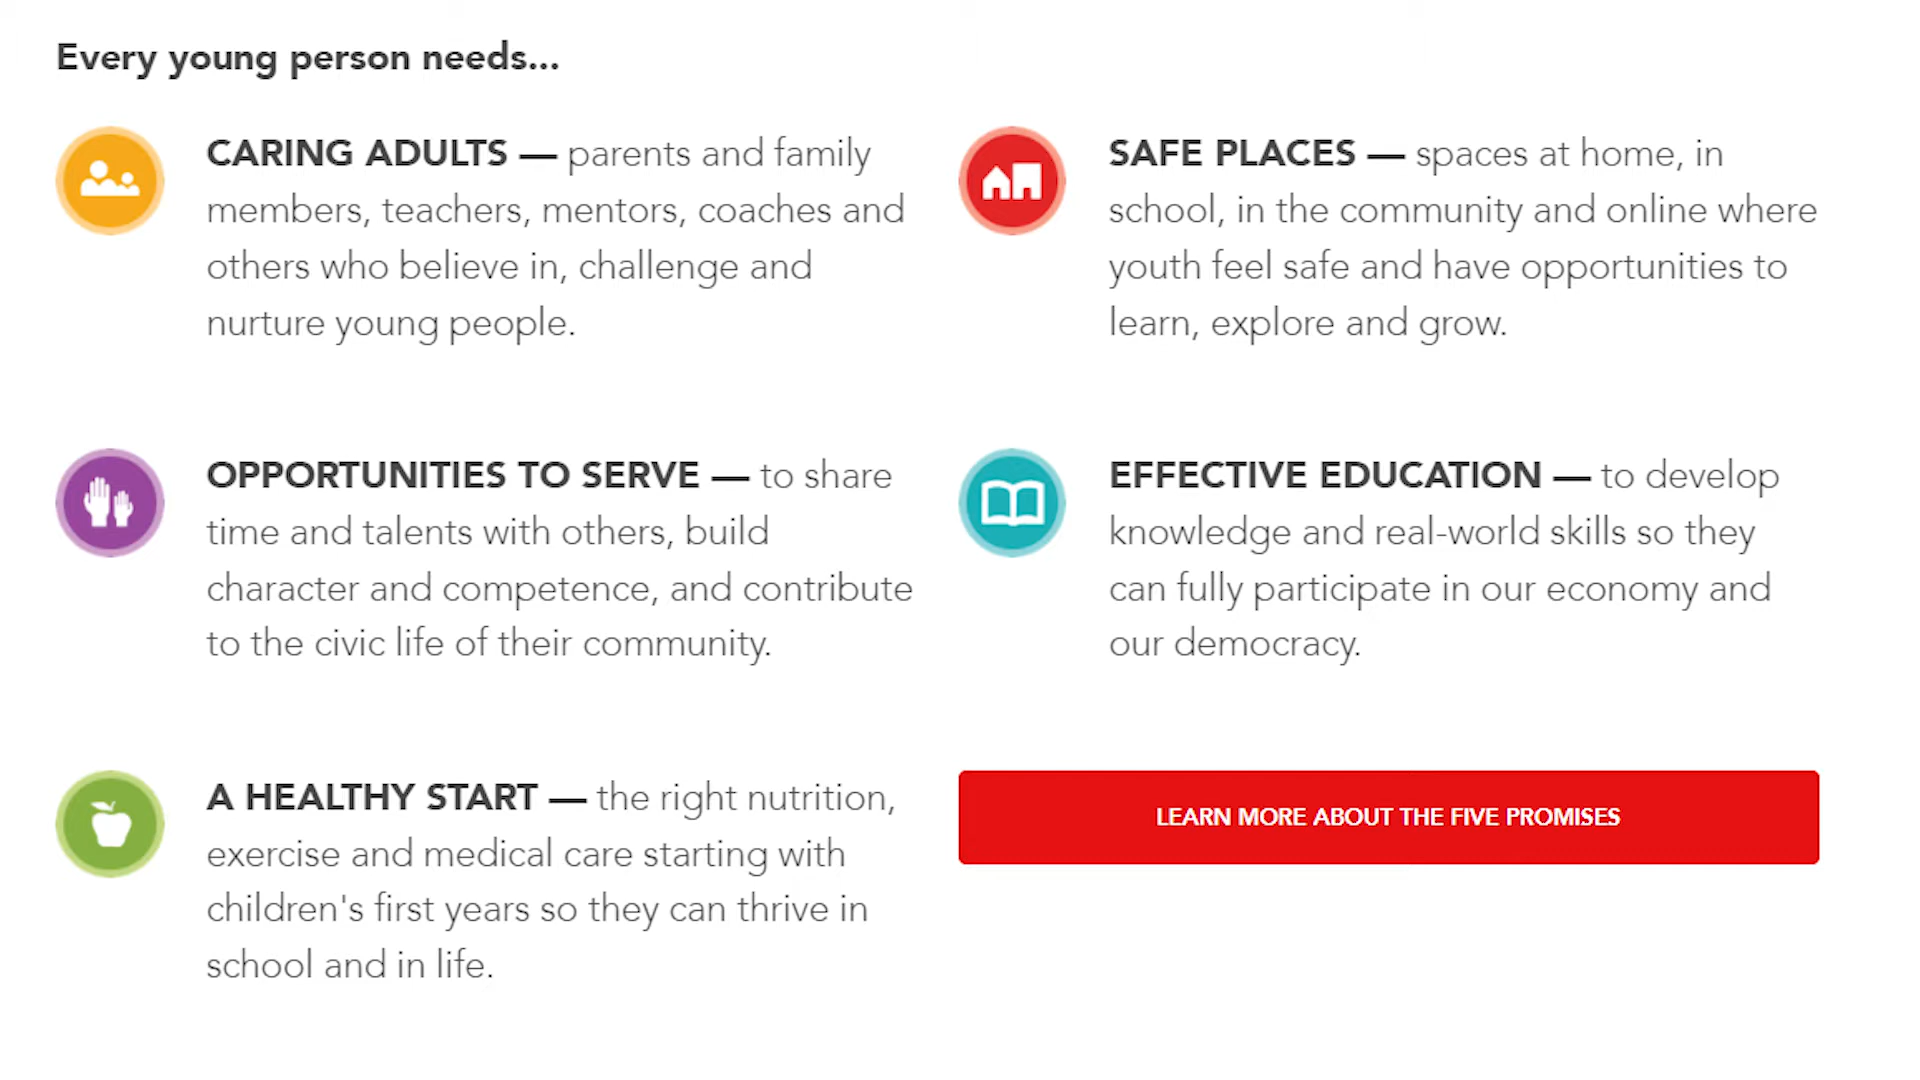 Every young person needs...
CARING ADULTS — parents and family
members, teachers, mentors, coaches and
others who believe in, challenge and
nurture young people.
SAFE PLACES — spaces at home, in
school, in the community and online where
youth feel safe and have opportunities to
learn, explore and grow.
OPPORTUNITIES TO SERVE — to share
time and talents with others, build
character and competence, and contribute
to the civic life of their community.
EFFECTIVE EDUCATION — to develop
knowledge and real-world skills so they
can fully participate in our economy and
our democracy.
A HEALTHY START — the right nutrition,
exercise and medical care starting with
children's first years so they can thrive in
school and in life.
LEARN MORE ABOUT THE FIVE PROMISES